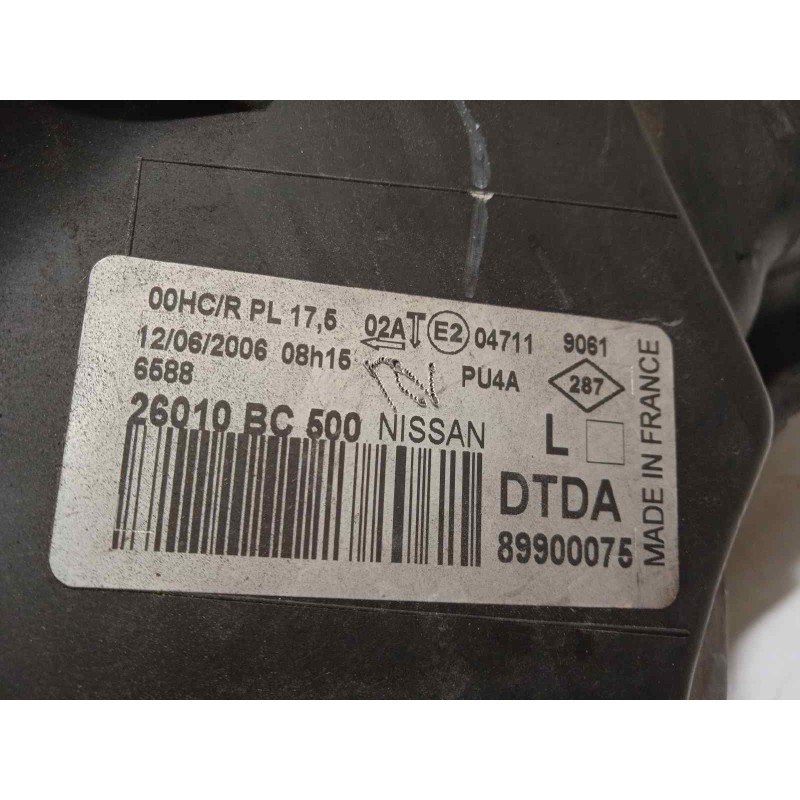 00HC/R PL 17,5 02A E2 04711 9061
12/06/2006 08h15 PU4A 287
6588
26010 BC 500 NISSAN L
DTDA
89900075
MADE IN FRANCE